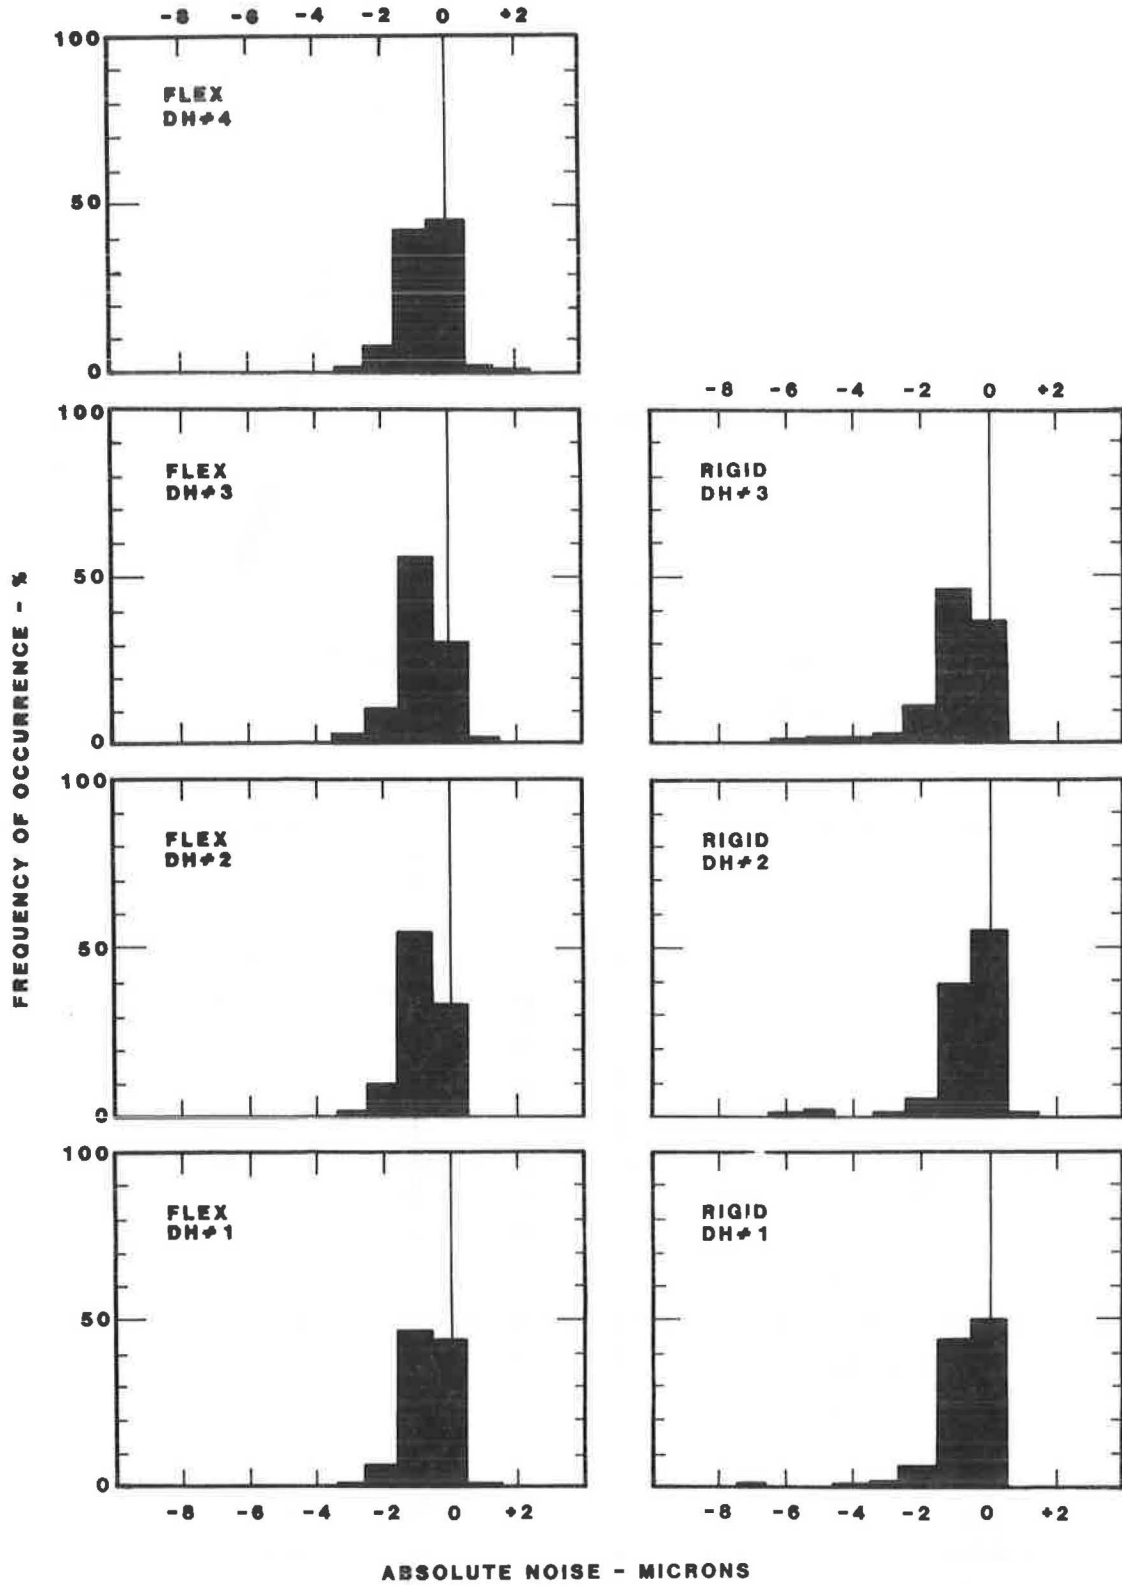 -8 -6 -4 -2 0 +2
100
FLEX
DH#4
50
0
-8 -6 -4 -2 0 +2
100
FLEX
DH#3
50
0
RIGID
DH#3
100
FLEX
DH#2
50
0
RIGID
DH#2
100
FLEX
DH#1
50
0
RIGID
DH#1
-8 -6 -4 -2 0 +2
-8 -6 -4 -2 0 +2
FREQUENCY OF OCCURRENCE - %
ABSOLUTE NOISE - MICRONS